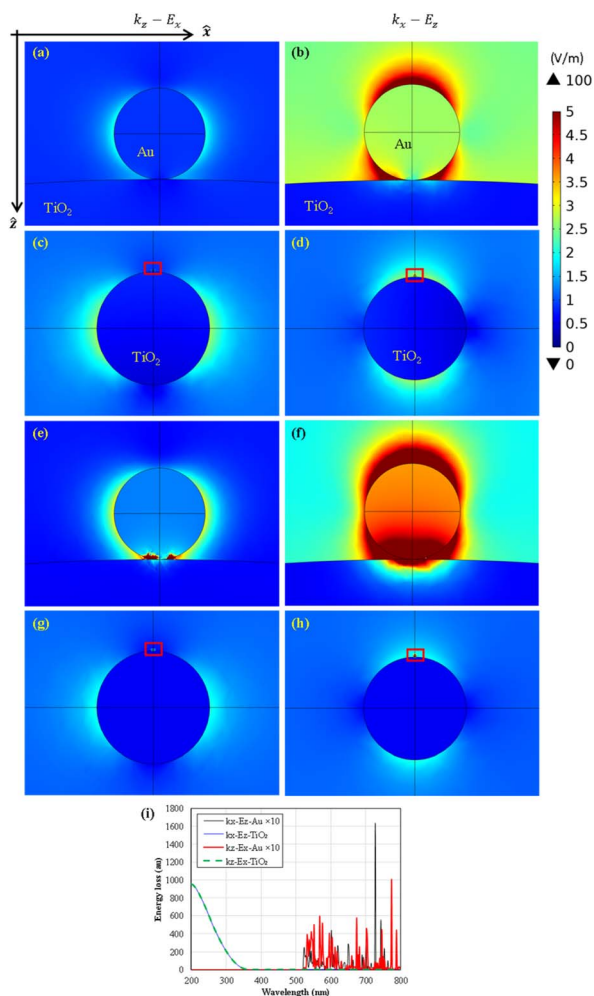 k_z − E_x
k_x − E_z
x̂
ẑ
(a)
Au
TiO₂
(b)
Au
(V/m)
▲ 100
5
4.5
4
3.5
3
2.5
2
1.5
1
0.5
0
▼ 0
(c)
TiO₂
(d)
TiO₂
(e)
(f)
(g)
(h)
(i)
Energy loss (au)
1800
1600
1400
1200
1000
800
600
400
200
0
kx-Ez-Au ×10
kx-Ez-TiO₂
kz-Ex-Au ×10
kz-Ex-TiO₂
200 300 400 500 600 700 800
Wavelength (nm)